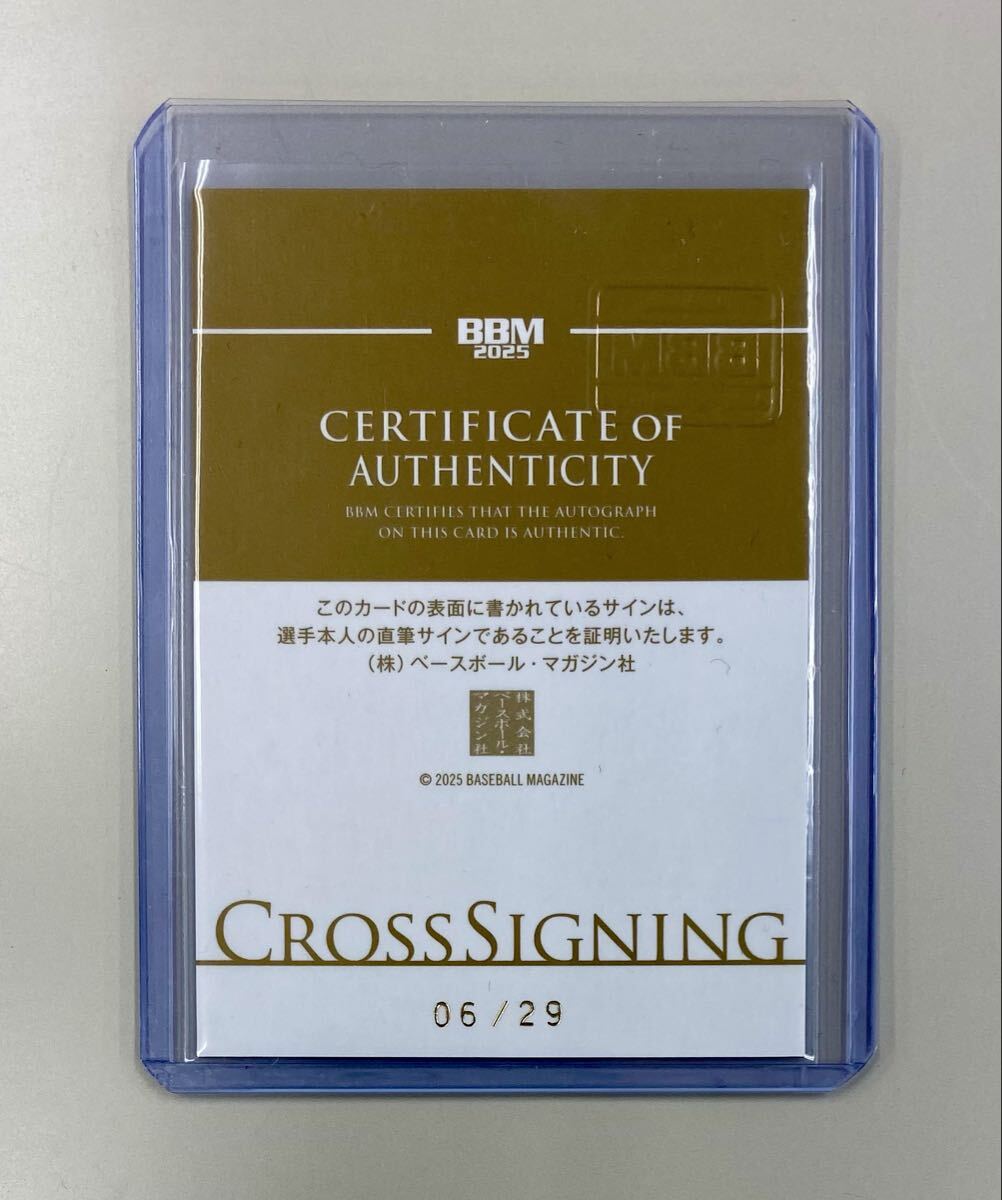 BBM
2025
CERTIFICATE OF
AUTHENTICITY
BBM CERTIFIES THAT THE AUTOGRAPH
ON THIS CARD IS AUTHENTIC.
このカードの表面に書かれているサインは、
選手本人の直筆サインであることを証明いたします。
(株)ベースボール・マガジン社
株式会社
ベースボール・
マガジン社
© 2025 BASEBALL MAGAZINE
CROSSSIGNING
06/29